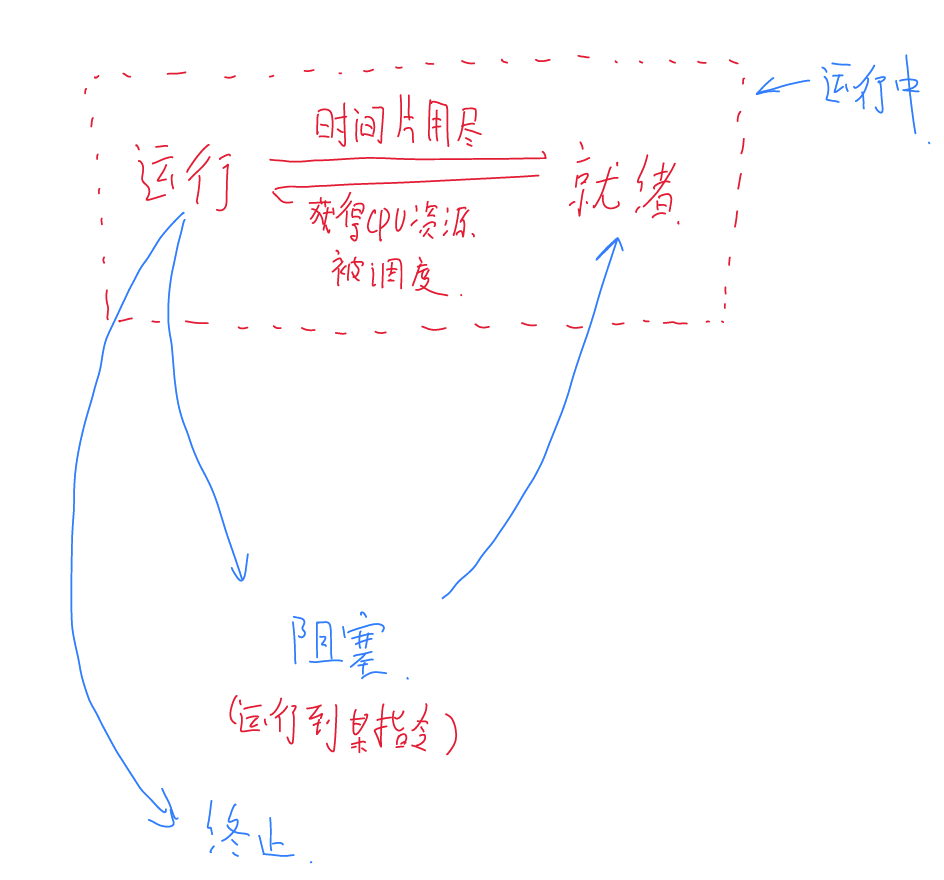 运行中
时间片用尽
运行
就绪
获得CPU资源
被调度
阻塞
(运行到某指令)
终止